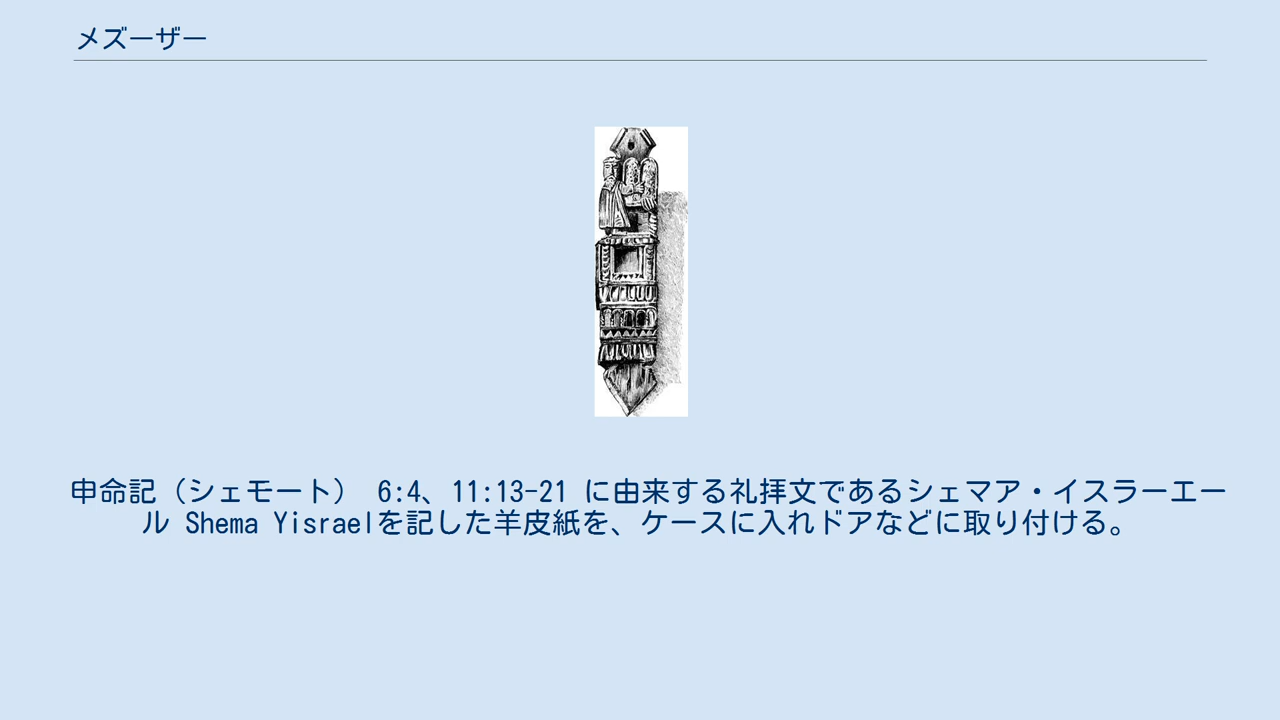 メズーザー
申命記（シェモート） 6:4、11:13-21 に由来する礼拝文であるシェマア・イスラーエー
ル Shema Yisraelを記した羊皮紙を、ケースに入れドアなどに取り付ける。